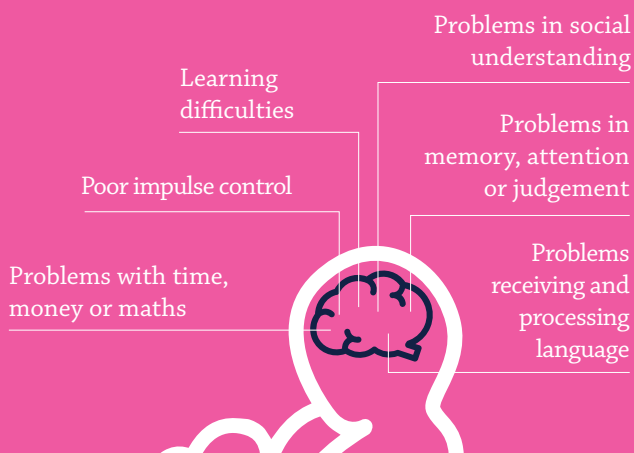 Problems in social
understanding
Learning
difficulties
Problems in
memory, attention
or judgement
Poor impulse control
Problems
receiving and
processing
language
Problems with time,
money or maths